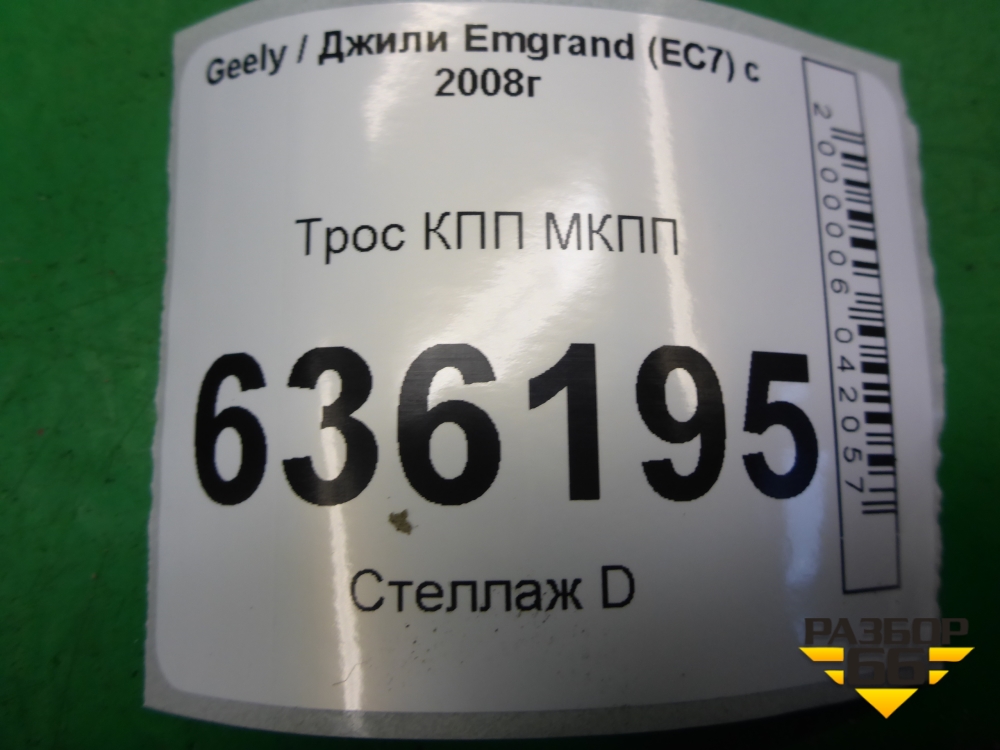 Geely / Джили Emgrand (EC7) с
2008г
Трос КПП МКПП
636195
Стеллаж D
2000006042057
РАЗБОР
66